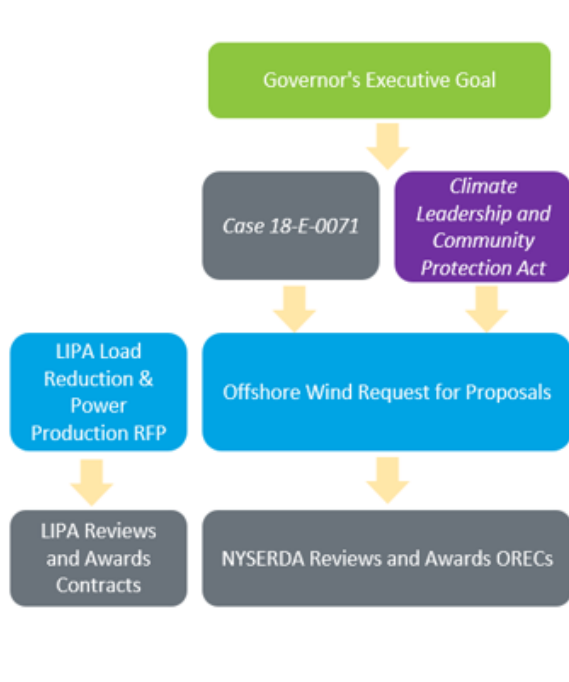 Governor's Executive Goal
Case 18-E-0071
Climate
Leadership and
Community
Protection Act
LIPA Load
Reduction &
Power
Production RFP
Offshore Wind Request for Proposals
LIPA Reviews
and Awards
Contracts
NYSERDA Reviews and Awards ORECs